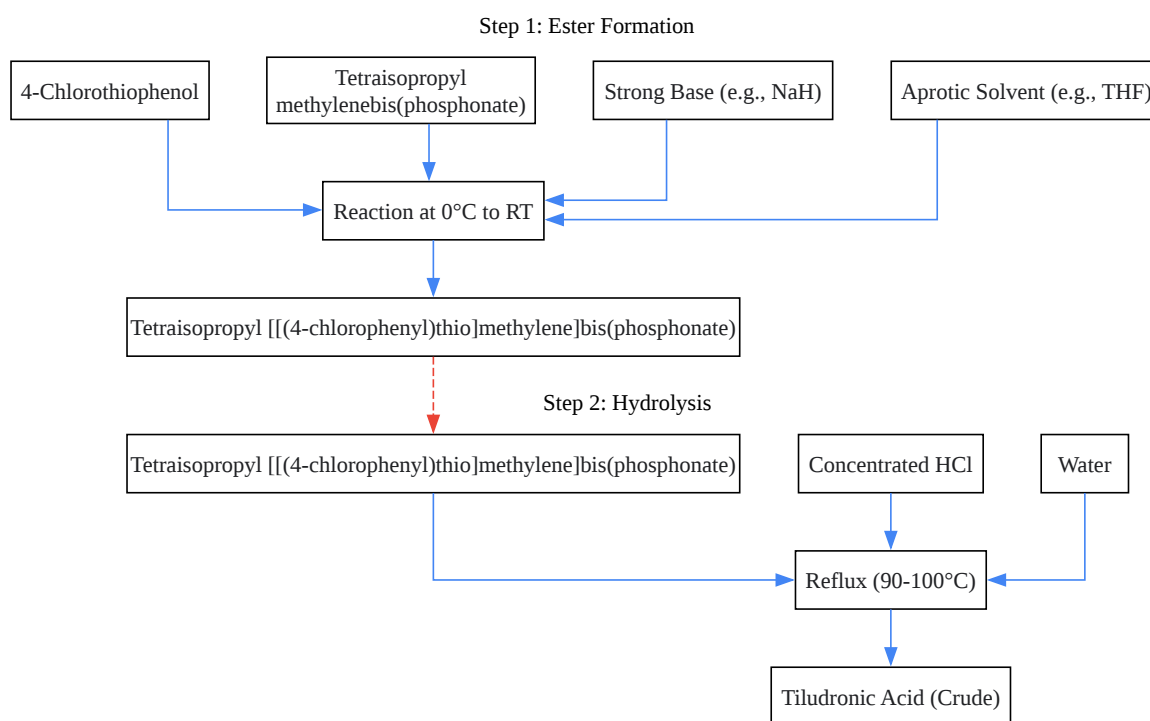 Step 1: Ester Formation
4-Chlorothiophenol
Tetraisopropyl
methylenebis(phosphonate)
Strong Base (e.g., NaH)
Aprotic Solvent (e.g., THF)
Reaction at 0°C to RT
Tetraisopropyl [[(4-chlorophenyl)thio]methylene]bis(phosphonate)
Step 2: Hydrolysis
Tetraisopropyl [[(4-chlorophenyl)thio]methylene]bis(phosphonate)
Concentrated HCl
Water
Reflux (90-100°C)
Tiludronic Acid (Crude)